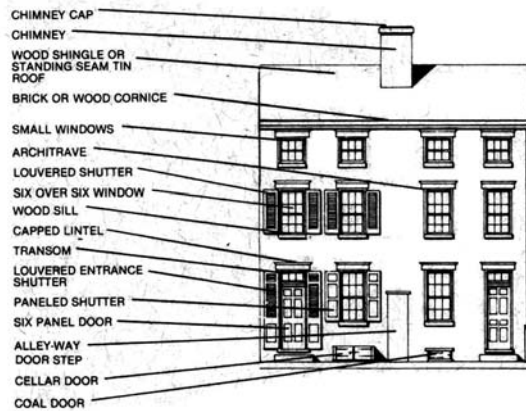 CHIMNEY CAP
CHIMNEY
WOOD SHINGLE OR
STANDING SEAM TIN
ROOF
BRICK OR WOOD CORNICE
SMALL WINDOWS
ARCHITRAVE
LOUVERED SHUTTER
SIX OVER SIX WINDOW
WOOD SILL
CAPPED LINTEL
TRANSOM
LOUVERED ENTRANCE
SHUTTER
PANELED SHUTTER
SIX PANEL DOOR
ALLEY-WAY
DOOR STEP
CELLAR DOOR
COAL DOOR